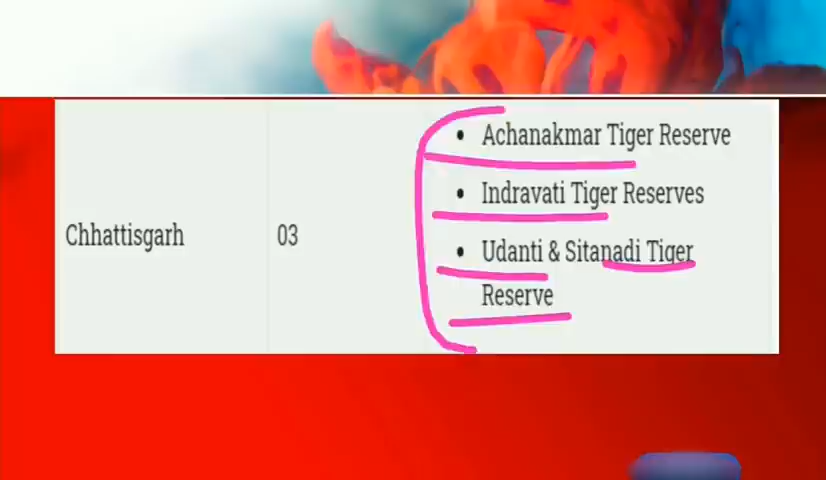 Achanakmar Tiger Reserve
Indravati Tiger Reserves
Chhattisgarh 03
Udanti & Sitanadi Tiger
Reserve